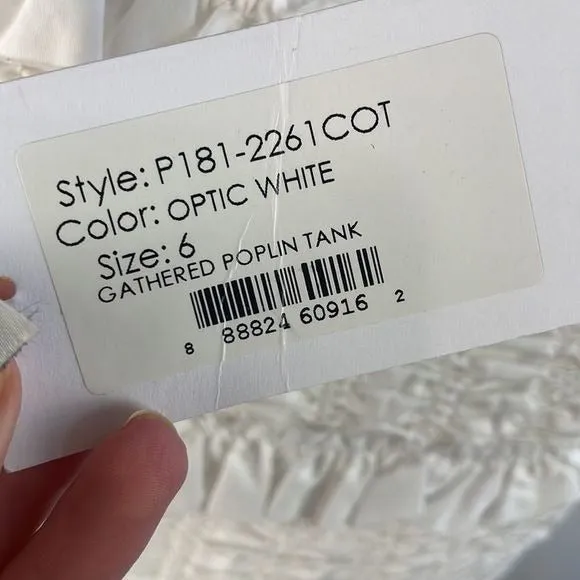 Style: P181-2261COT
Color: OPTIC WHITE
Size: 6
GATHERED POPLIN TANK
8 88824 60916 2